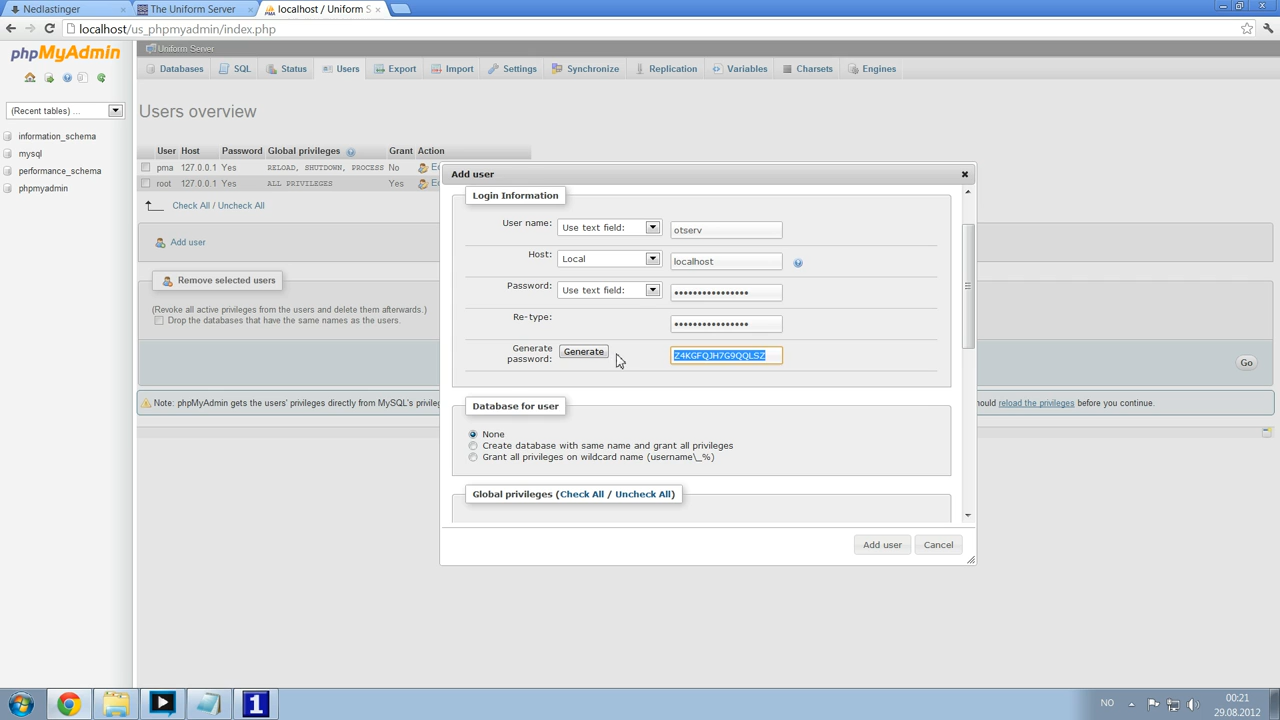 Nedlastinger
The Uniform Server
localhost / Uniform S
localhost/us_phpmyadmin/index.php
phpMyAdmin
Uniform Server
Databases SQL Status Users Export Import Settings Synchronize Replication Variables Charsets Engines
(Recent tables) ...
information_schema
mysql
performance_schema
phpmyadmin
Users overview
User Host Password Global privileges Grant Action
pma 127.0.0.1 Yes RELOAD, SHUTDOWN, PROCESS No
root 127.0.0.1 Yes ALL PRIVILEGES Yes
Check All / Uncheck All
Add user
Remove selected users
(Revoke all active privileges from the users and delete them afterwards.)
Drop the databases that have the same names as the users.
Go
Note: phpMyAdmin gets the users' privileges directly from MySQL's
should reload the privileges before you continue.
Add user
Login Information
User name: Use text field: otserv
Host: Local localhost
Password: Use text field: ••••••••••••••••
Re-type: ••••••••••••••••
Generate
password: Generate Z4KGFQJH7G9QQLSZ
Database for user
None
Create database with same name and grant all privileges
Grant all privileges on wildcard name (username\_%)
Global privileges (Check All / Uncheck All)
Add user Cancel
NO
00:21
29.08.2012